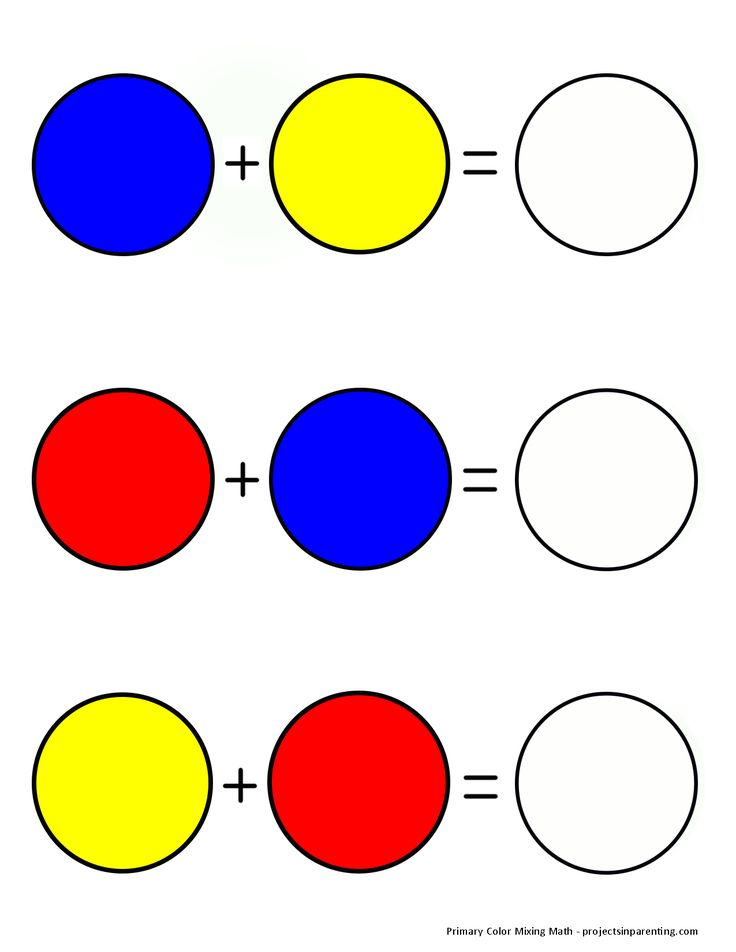 + =
+ =
+ =
Primary Color Mixing Math - projectsinparenting.com